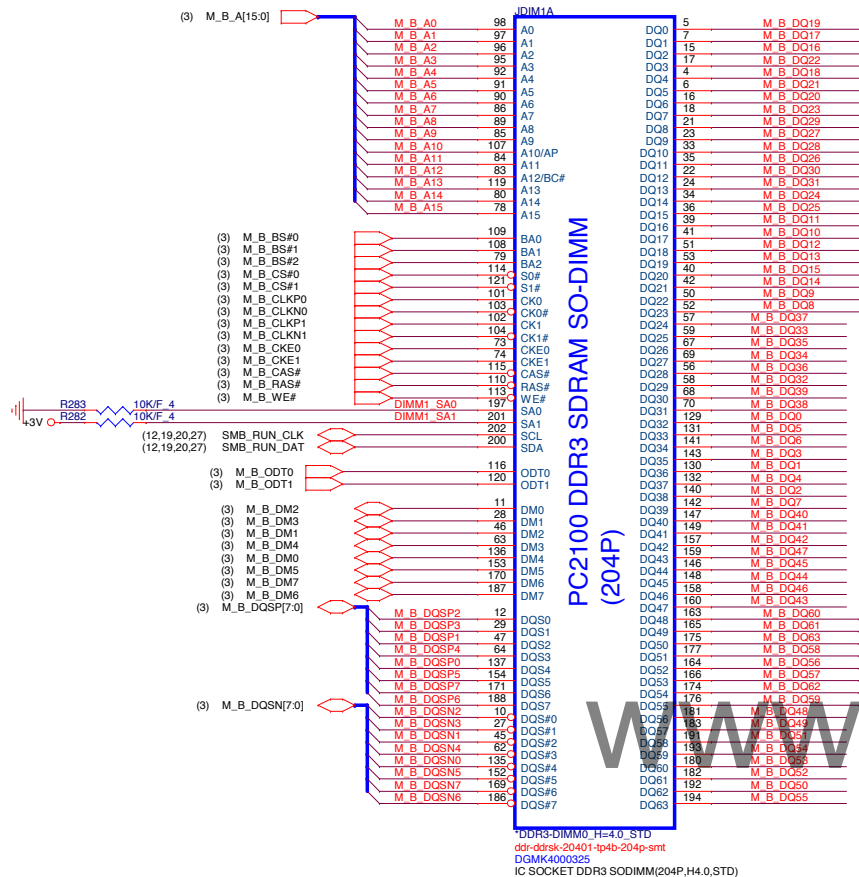 JDIM1A
(3) M_B_A[15:0]
M_B_A0 98 A0
M_B_A1 97 A1
M_B_A2 96 A2
M_B_A3 95 A3
M_B_A4 92 A4
M_B_A5 91 A5
M_B_A6 90 A6
M_B_A7 86 A7
M_B_A8 89 A8
M_B_A9 85 A9
M_B_A10 107 A10/AP
M_B_A11 84 A11
M_B_A12 83 A12/BC#
M_B_A13 119 A13
M_B_A14 80 A14
M_B_A15 78 A15
(3) M_B_BS#0 109 BA0
(3) M_B_BS#1 108 BA1
(3) M_B_BS#2 79 BA2
(3) M_B_CS#0 114 S0#
(3) M_B_CS#1 121 S1#
(3) M_B_CLKP0 101 CK0
(3) M_B_CLKN0 103 CK0#
(3) M_B_CLKP1 102 CK1
(3) M_B_CLKN1 104 CK1#
(3) M_B_CKE0 73 CKE0
(3) M_B_CKE1 74 CKE1
(3) M_B_CAS# 115 CAS#
(3) M_B_RAS# 110 RAS#
(3) M_B_WE# 113 WE#
R283 10K/F_4 DIMM1_SA0 197 SA0
+3V R282 10K/F_4 DIMM1_SA1 201 SA1
(12,19,20,27) SMB_RUN_CLK 202 SCL
(12,19,20,27) SMB_RUN_DAT 200 SDA
(3) M_B_ODT0 116 ODT0
(3) M_B_ODT1 120 ODT1
(3) M_B_DM2 11 DM0
(3) M_B_DM3 28 DM1
(3) M_B_DM1 46 DM2
(3) M_B_DM4 63 DM3
(3) M_B_DM0 136 DM4
(3) M_B_DM5 153 DM5
(3) M_B_DM7 170 DM6
(3) M_B_DM6 187 DM7
(3) M_B_DQSP[7:0]
M_B_DQSP2 12 DQS0
M_B_DQSP3 29 DQS1
M_B_DQSP1 47 DQS2
M_B_DQSP4 64 DQS3
M_B_DQSP0 137 DQS4
M_B_DQSP5 154 DQS5
M_B_DQSP7 171 DQS6
M_B_DQSP6 188 DQS7
(3) M_B_DQSN[7:0]
M_B_DQSN2 10 DQS#0
M_B_DQSN3 27 DQS#1
M_B_DQSN1 45 DQS#2
M_B_DQSN4 62 DQS#3
M_B_DQSN0 135 DQS#4
M_B_DQSN5 152 DQS#5
M_B_DQSN7 169 DQS#6
M_B_DQSN6 186 DQS#7
PC2100 DDR3 SDRAM SO-DIMM
(204P)
DQ0 5 M_B_DQ19
DQ1 7 M_B_DQ17
DQ2 15 M_B_DQ16
DQ3 17 M_B_DQ22
DQ4 4 M_B_DQ18
DQ5 6 M_B_DQ21
DQ6 16 M_B_DQ20
DQ7 18 M_B_DQ23
DQ8 21 M_B_DQ29
DQ9 23 M_B_DQ27
DQ10 33 M_B_DQ28
DQ11 35 M_B_DQ26
DQ12 22 M_B_DQ30
DQ13 24 M_B_DQ31
DQ14 34 M_B_DQ24
DQ15 36 M_B_DQ25
DQ16 39 M_B_DQ11
DQ17 41 M_B_DQ10
DQ18 51 M_B_DQ12
DQ19 53 M_B_DQ13
DQ20 40 M_B_DQ15
DQ21 42 M_B_DQ14
DQ22 50 M_B_DQ9
DQ23 52 M_B_DQ8
DQ24 57 M_B_DQ37
DQ25 59 M_B_DQ33
DQ26 67 M_B_DQ35
DQ27 69 M_B_DQ34
DQ28 56 M_B_DQ36
DQ29 58 M_B_DQ32
DQ30 68 M_B_DQ39
DQ31 70 M_B_DQ38
DQ32 129 M_B_DQ0
DQ33 131 M_B_DQ5
DQ34 141 M_B_DQ6
DQ35 143 M_B_DQ3
DQ36 130 M_B_DQ1
DQ37 132 M_B_DQ4
DQ38 140 M_B_DQ2
DQ39 142 M_B_DQ7
DQ40 147 M_B_DQ40
DQ41 149 M_B_DQ41
DQ42 157 M_B_DQ42
DQ43 159 M_B_DQ47
DQ44 146 M_B_DQ45
DQ45 148 M_B_DQ44
DQ46 158 M_B_DQ46
DQ47 160 M_B_DQ43
DQ48 163 M_B_DQ60
DQ49 165 M_B_DQ61
DQ50 175 M_B_DQ63
DQ51 177 M_B_DQ58
DQ52 164 M_B_DQ56
DQ53 166 M_B_DQ57
DQ54 174 M_B_DQ62
DQ55 176 M_B_DQ59
DQ56 181 M_B_DQ48
DQ57 183 M_B_DQ49
DQ58 191 M_B_DQ51
DQ59 193 M_B_DQ54
DQ60 180 M_B_DQ53
DQ61 182 M_B_DQ52
DQ62 192 M_B_DQ50
DQ63 194 M_B_DQ55
www
*DDR3-DIMM0_H=4.0_STD
ddr-ddrsk-20401-tp4b-204p-smt
DGMK4000325
IC SOCKET DDR3 SODIMM(204P,H4.0,STD)